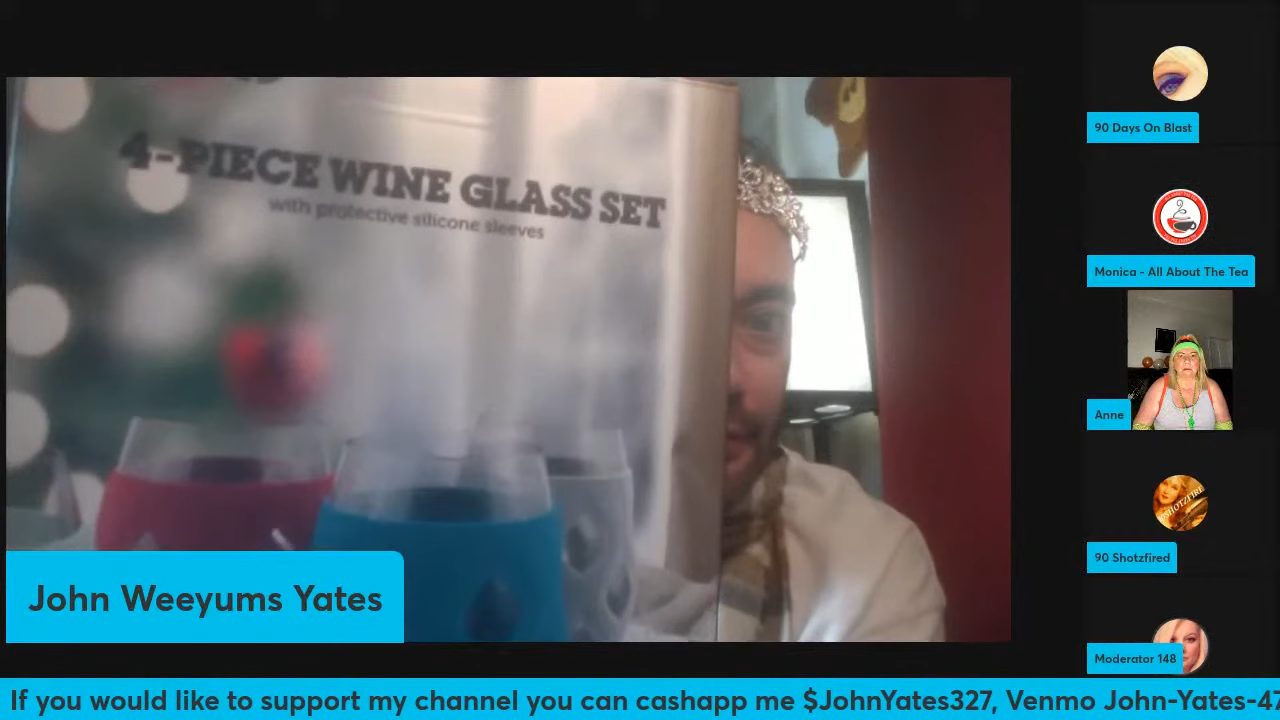 4-PIECE WINE GLASS SET
with protective silicone sleeves
John Weeyums Yates
90 Days On Blast
Monica - All About The Tea
Anne
90 Shotzfired
Moderator 148
If you would like to support my channel you can cashapp me $JohnYates327, Venmo John-Yates-47